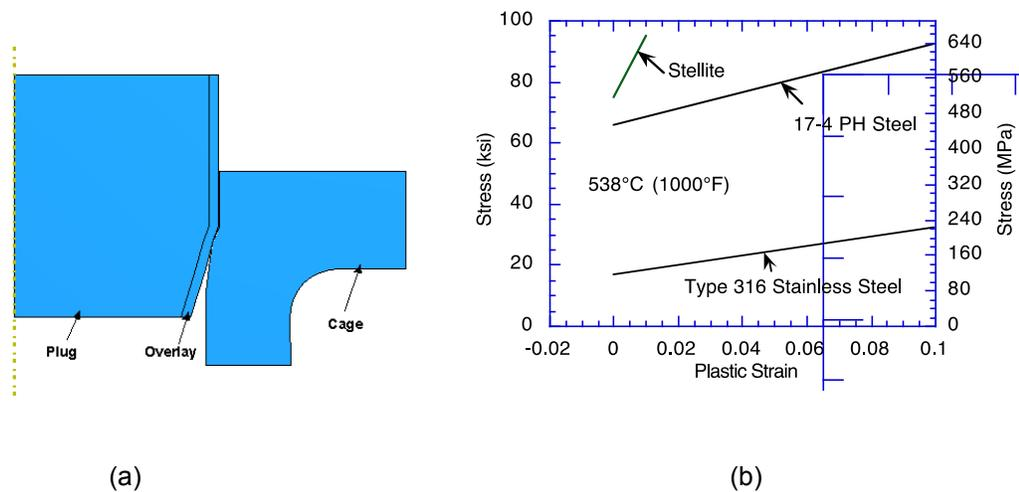 Plug
Overlay
Cage
(a)
100
80
60
40
20
0
Stress (ksi)
Stellite
17-4 PH Steel
538°C (1000°F)
Type 316 Stainless Steel
640
560
480
400
320
240
160
80
0
Stress (MPa)
-0.02 0 0.02 0.04 0.06 0.08 0.1
Plastic Strain
(b)